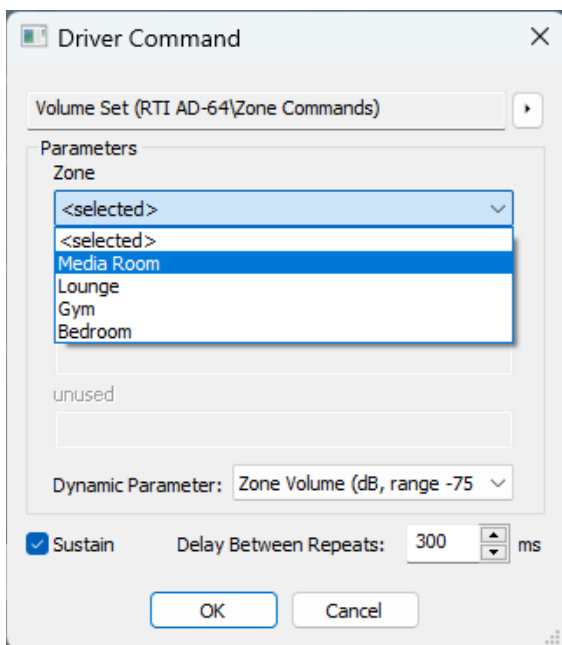 Driver Command
Volume Set (RTI AD-64\Zone Commands)
Parameters
Zone
<selected>
<selected>
Media Room
Lounge
Gym
Bedroom
unused
Dynamic Parameter: Zone Volume (dB, range -75
Sustain Delay Between Repeats: 300 ms
OK Cancel